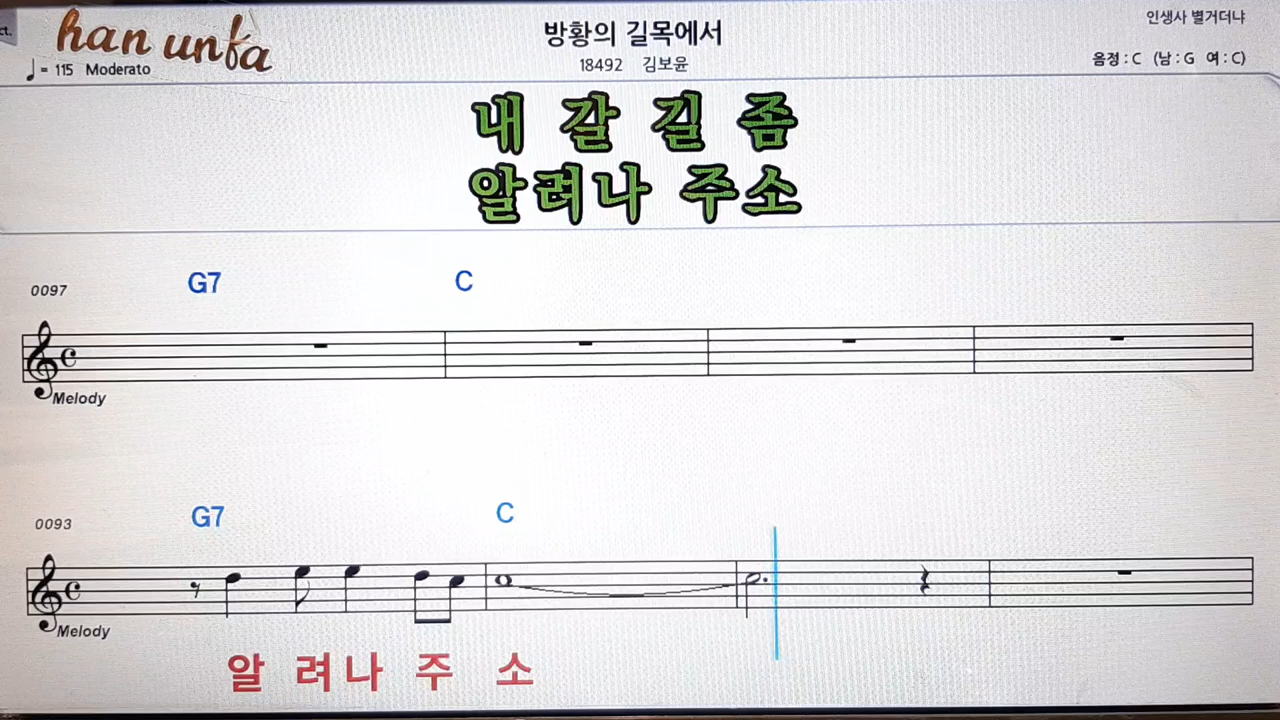 ct.
han unfa
방황의 길목에서
인생사 별거더냐
♩= 115 Moderato
18492 김보윤
음정 : C (남 : G 여 : C)
내 갈 길 좀
알려나 주소
0097
G7 C
Melody
0093
G7 C
Melody
알 려나 주 소